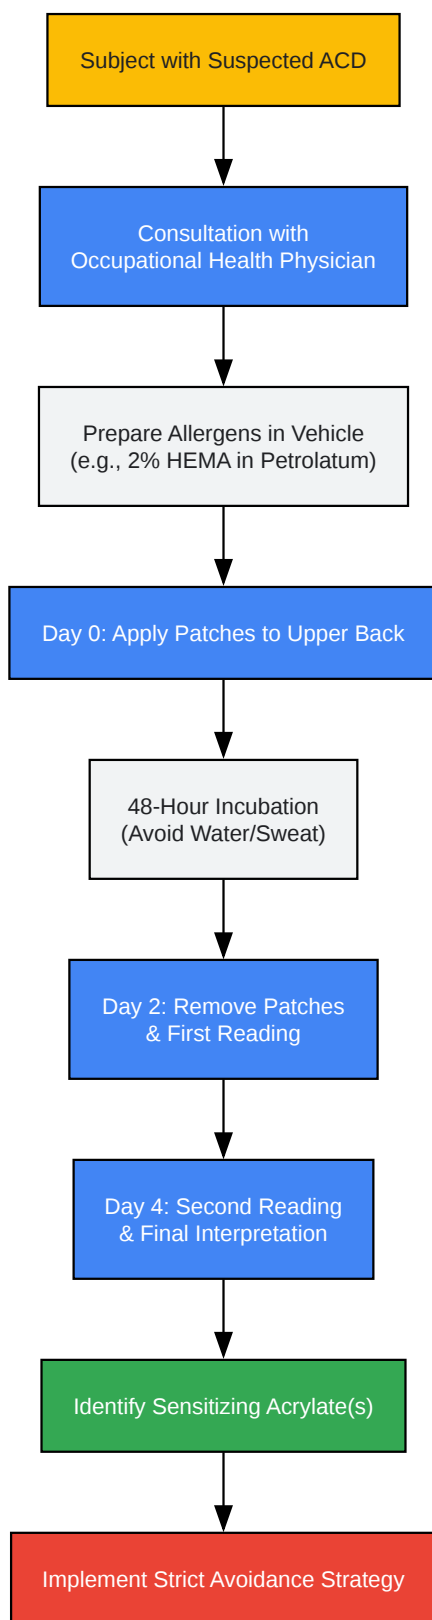 Subject with Suspected ACD
Consultation with
Occupational Health Physician
Prepare Allergens in Vehicle
(e.g., 2% HEMA in Petrolatum)
Day 0: Apply Patches to Upper Back
48-Hour Incubation
(Avoid Water/Sweat)
Day 2: Remove Patches
& First Reading
Day 4: Second Reading
& Final Interpretation
Identify Sensitizing Acrylate(s)
Implement Strict Avoidance Strategy